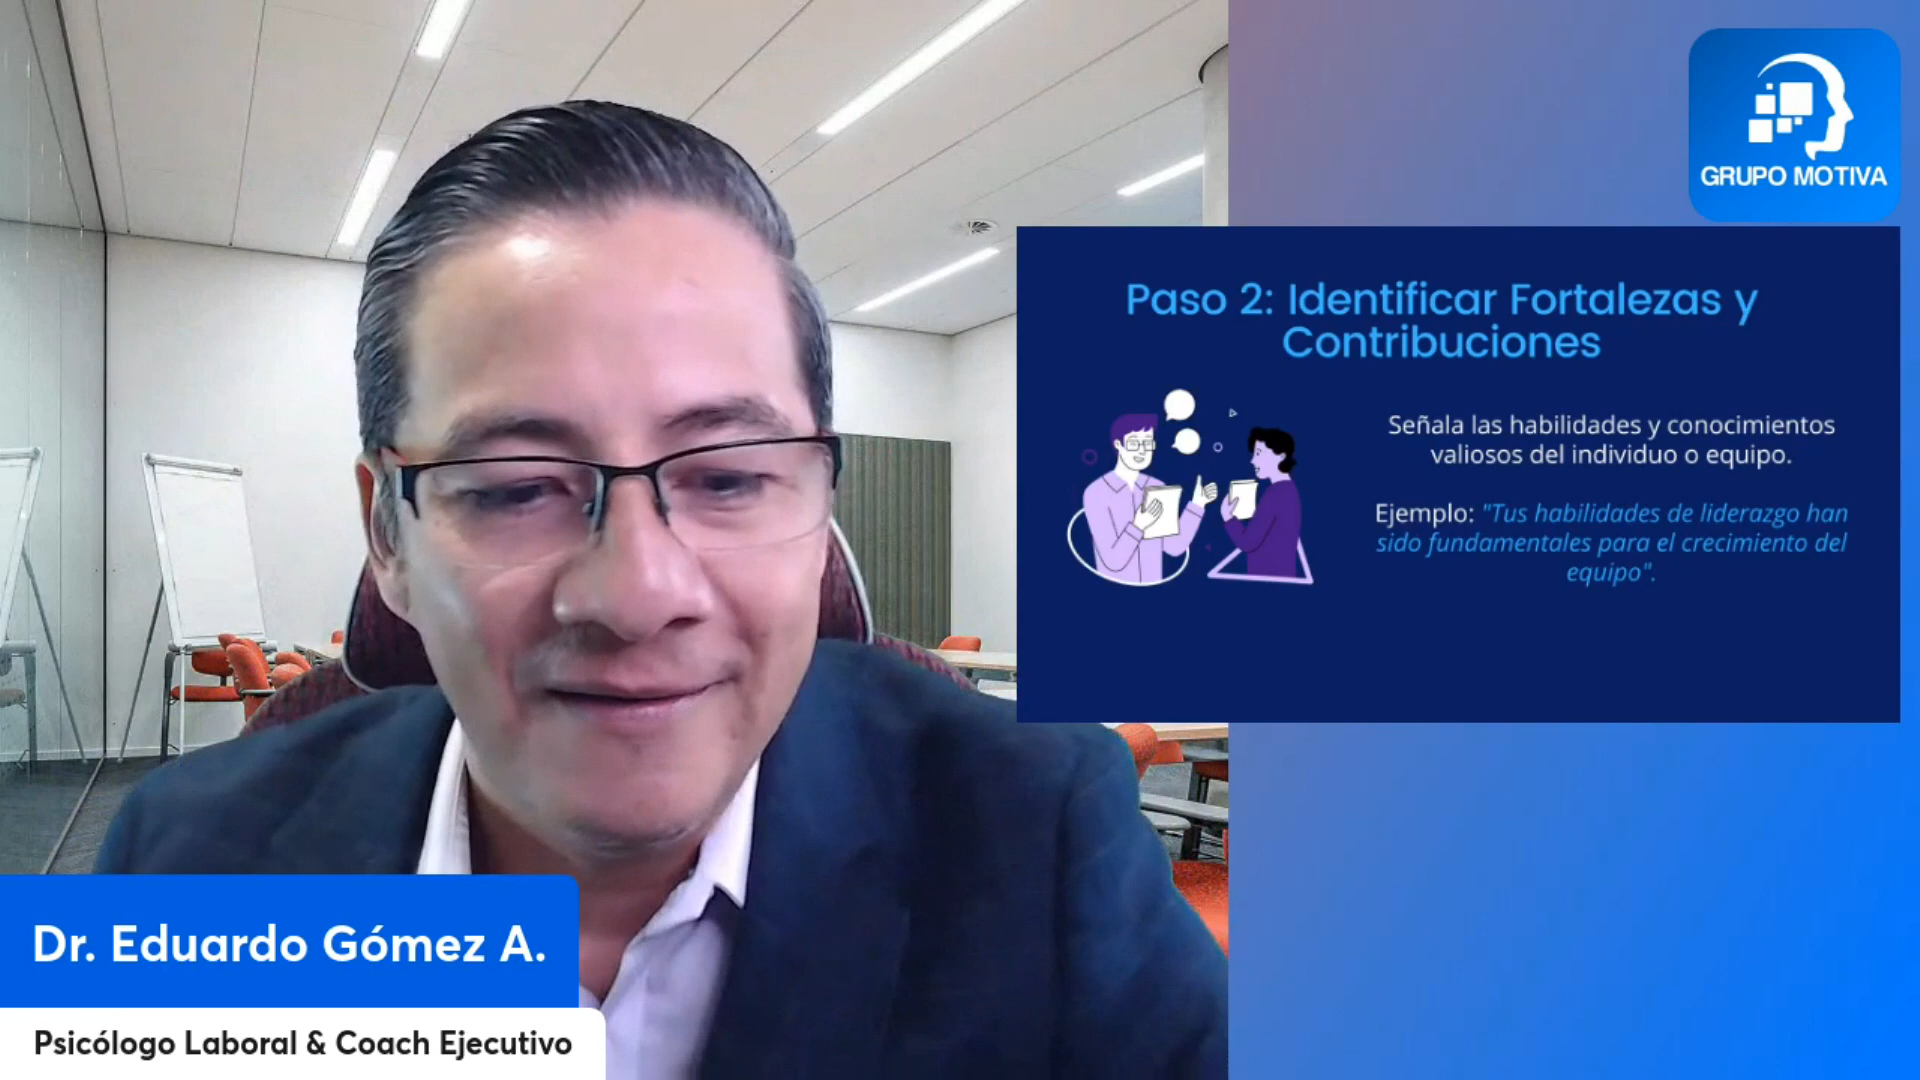 GRUPO MOTIVA
Paso 2: Identificar Fortalezas y
Contribuciones
Señala las habilidades y conocimientos
valiosos del individuo o equipo.
Ejemplo: "Tus habilidades de liderazgo han
sido fundamentales para el crecimiento del
equipo".
Dr. Eduardo Gómez A.
Psicólogo Laboral & Coach Ejecutivo